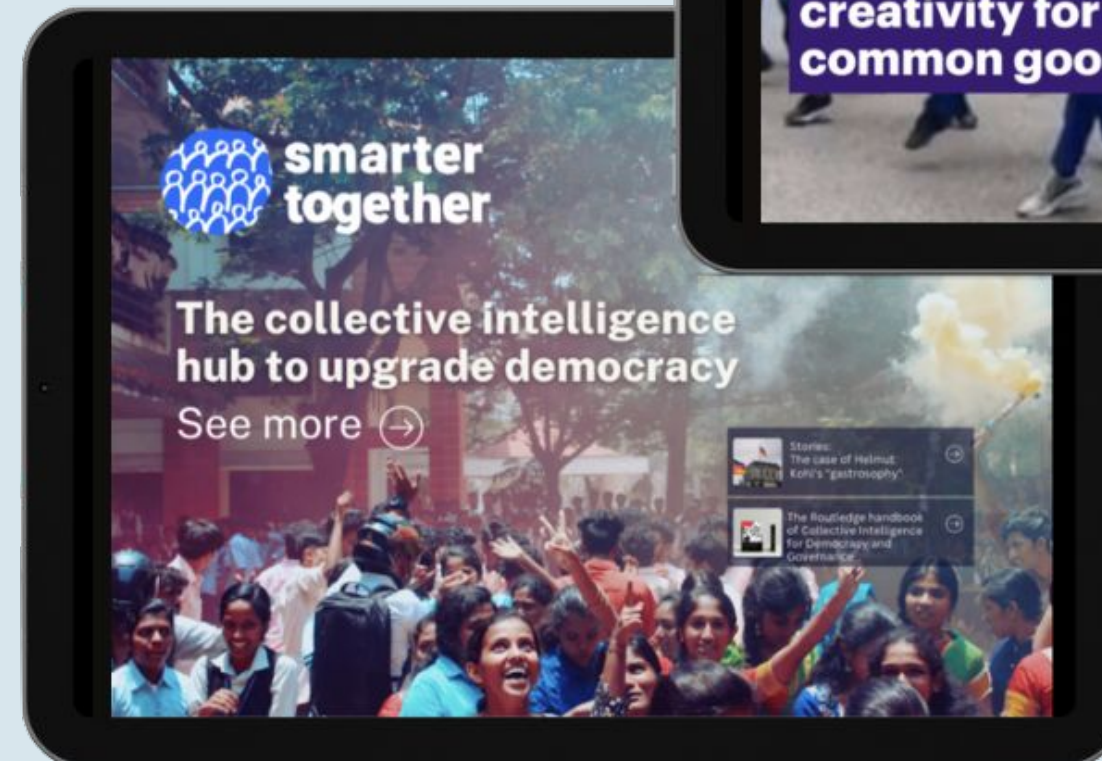 creativity for
common goo
smarter
together
The collective intelligence
hub to upgrade democracy
See more
Stories:
The case of Helmut
Kohl's "gastrosophy"
The Routledge handbook
of Collective Intelligence
for Democracy and
Governance